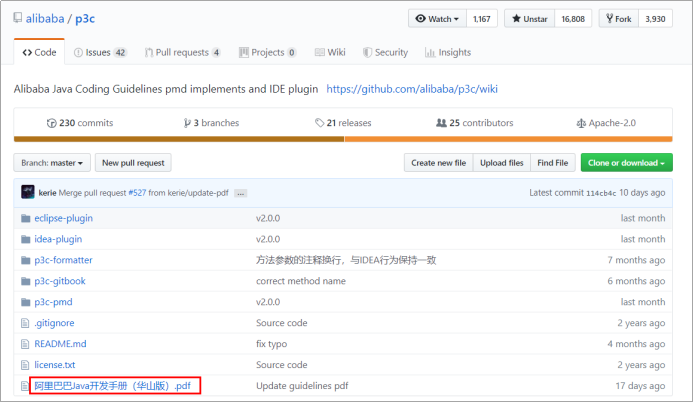 alibaba / p3c
Watch 1,167 Unstar 16,808 Fork 3,930
Code Issues 42 Pull requests 4 Projects 0 Wiki Security Insights
Alibaba Java Coding Guidelines pmd implements and IDE plugin https://github.com/alibaba/p3c/wiki
230 commits 3 branches 21 releases 25 contributors Apache-2.0
Branch: master New pull request Create new file Upload files Find File Clone or download
kerie Merge pull request #527 from kerie/update-pdf ... Latest commit 114cb4c 10 days ago
eclipse-plugin v2.0.0 last month
idea-plugin v2.0.0 last month
p3c-formatter 方法参数的注释换行，与IDEA行为保持一致 7 months ago
p3c-gitbook correct method name 6 months ago
p3c-pmd v2.0.0 last month
.gitignore Source code 2 years ago
README.md fix typo 4 months ago
license.txt Source code 2 years ago
阿里巴巴Java开发手册（华山版）.pdf Update guidelines pdf 17 days ago